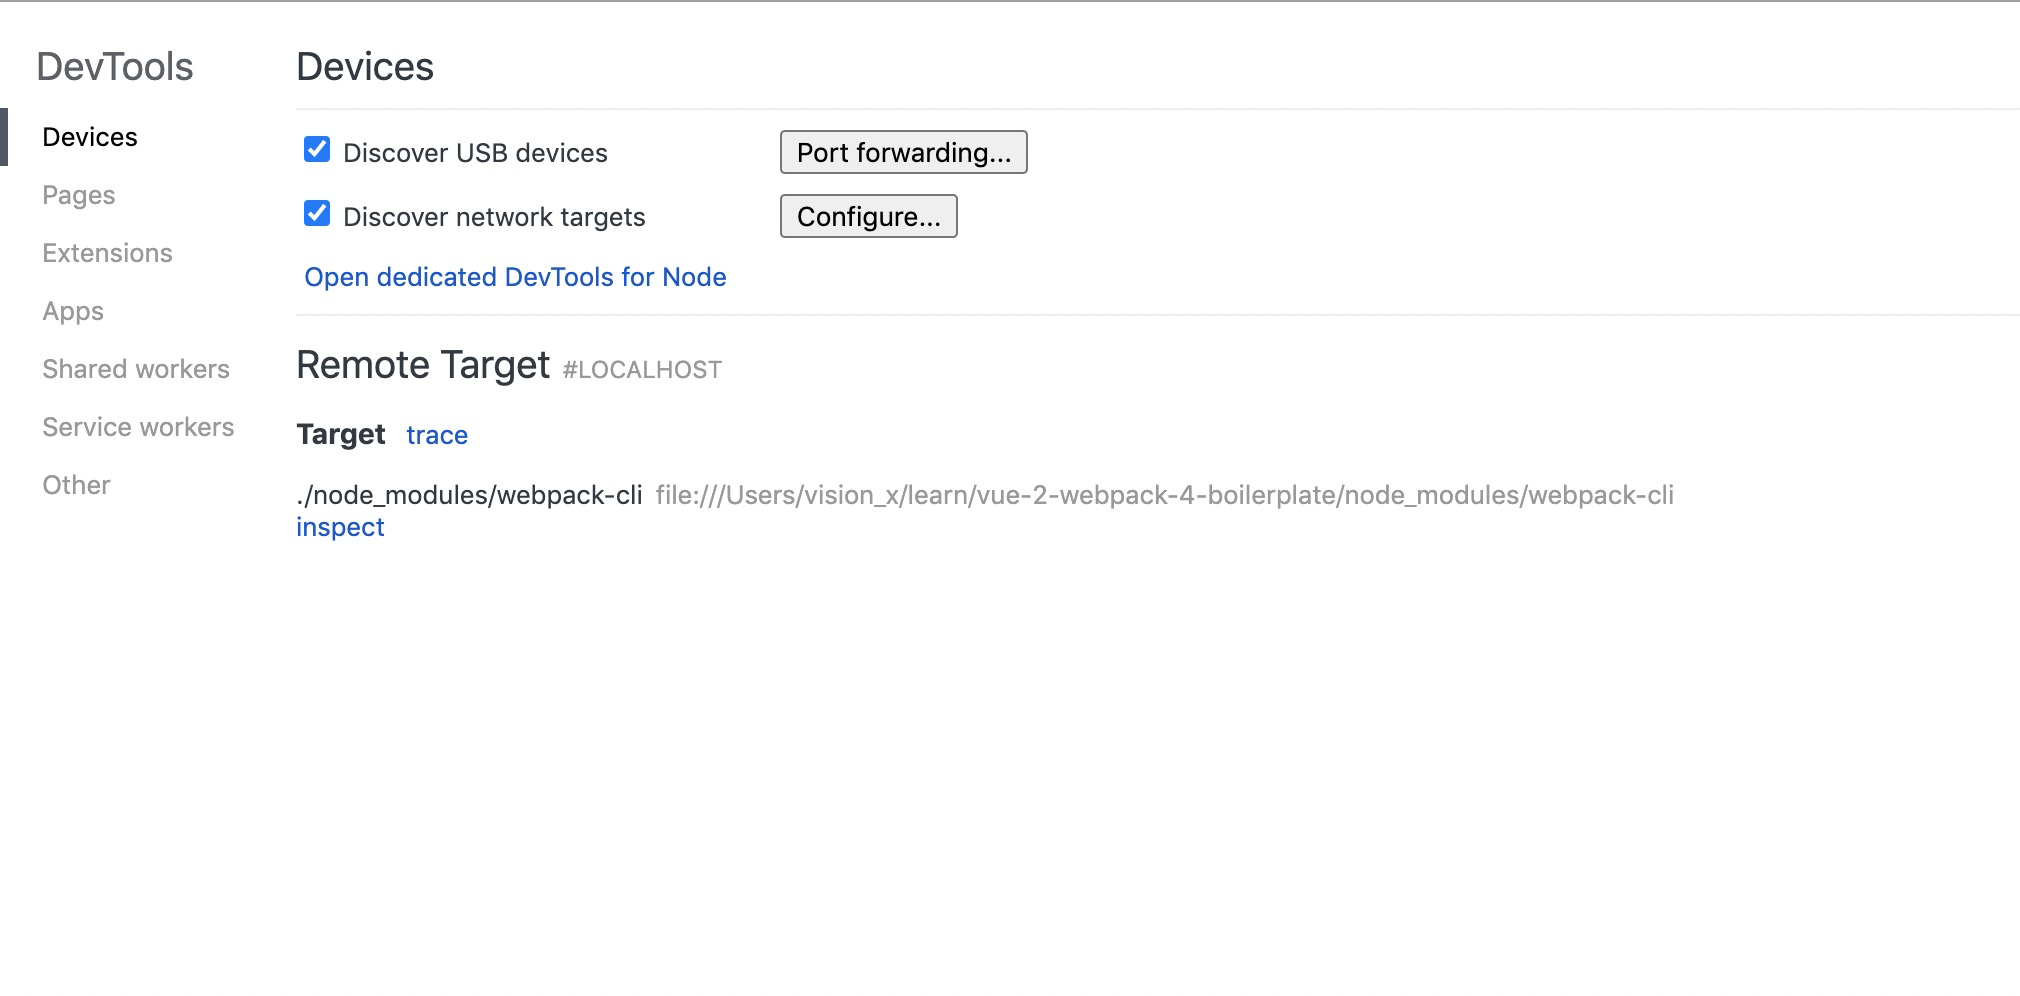 DevTools
Devices
Pages
Extensions
Apps
Shared workers
Service workers
Other
Devices
Discover USB devices
Port forwarding...
Discover network targets
Configure...
Open dedicated DevTools for Node
Remote Target #LOCALHOST
Target trace
./node_modules/webpack-cli file:///Users/vision_x/learn/vue-2-webpack-4-boilerplate/node_modules/webpack-cli
inspect